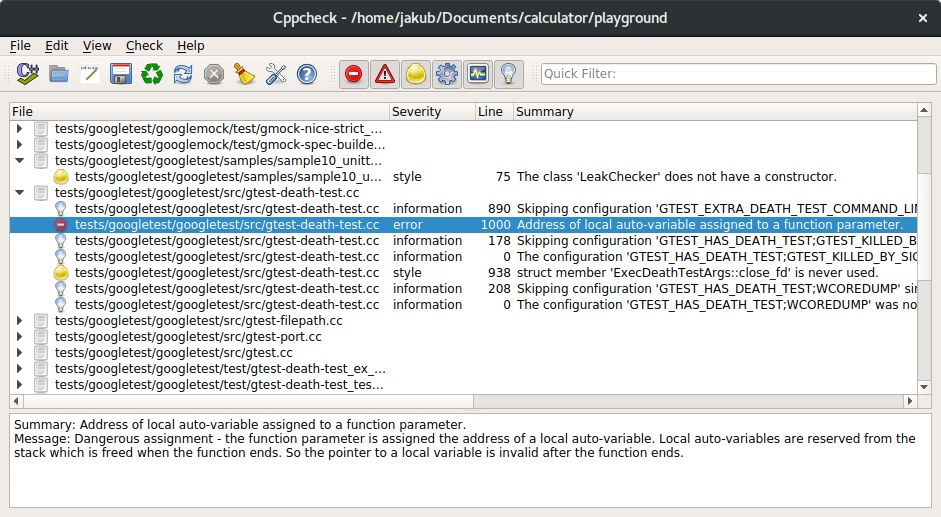 Cppcheck - /home/jakub/Documents/calculator/playground
File Edit View Check Help
Quick Filter:
File Severity Line Summary
tests/googletest/googlemock/test/gmock-nice-strict_...
tests/googletest/googlemock/test/gmock-spec-builde...
tests/googletest/googletest/samples/sample10_unitt...
tests/googletest/googletest/samples/sample10_u... style 75 The class 'LeakChecker' does not have a constructor.
tests/googletest/googletest/src/gtest-death-test.cc
tests/googletest/googletest/src/gtest-death-test.cc information 890 Skipping configuration 'GTEST_EXTRA_DEATH_TEST_COMMAND_LIN
tests/googletest/googletest/src/gtest-death-test.cc error 1000 Address of local auto-variable assigned to a function parameter.
tests/googletest/googletest/src/gtest-death-test.cc information 178 Skipping configuration 'GTEST_HAS_DEATH_TEST;GTEST_KILLED_B
tests/googletest/googletest/src/gtest-death-test.cc information 0 The configuration 'GTEST_HAS_DEATH_TEST;GTEST_KILLED_BY_SIG
tests/googletest/googletest/src/gtest-death-test.cc style 938 struct member 'ExecDeathTestArgs::close_fd' is never used.
tests/googletest/googletest/src/gtest-death-test.cc information 208 Skipping configuration 'GTEST_HAS_DEATH_TEST;WCOREDUMP' sin
tests/googletest/googletest/src/gtest-death-test.cc information 0 The configuration 'GTEST_HAS_DEATH_TEST;WCOREDUMP' was no
tests/googletest/googletest/src/gtest-filepath.cc
tests/googletest/googletest/src/gtest-port.cc
tests/googletest/googletest/src/gtest.cc
tests/googletest/googletest/test/gtest-death-test_ex_...
tests/googletest/googletest/test/gtest-death-test_tes...
Summary: Address of local auto-variable assigned to a function parameter.
Message: Dangerous assignment - the function parameter is assigned the address of a local auto-variable. Local auto-variables are reserved from the
stack which is freed when the function ends. So the pointer to a local variable is invalid after the function ends.